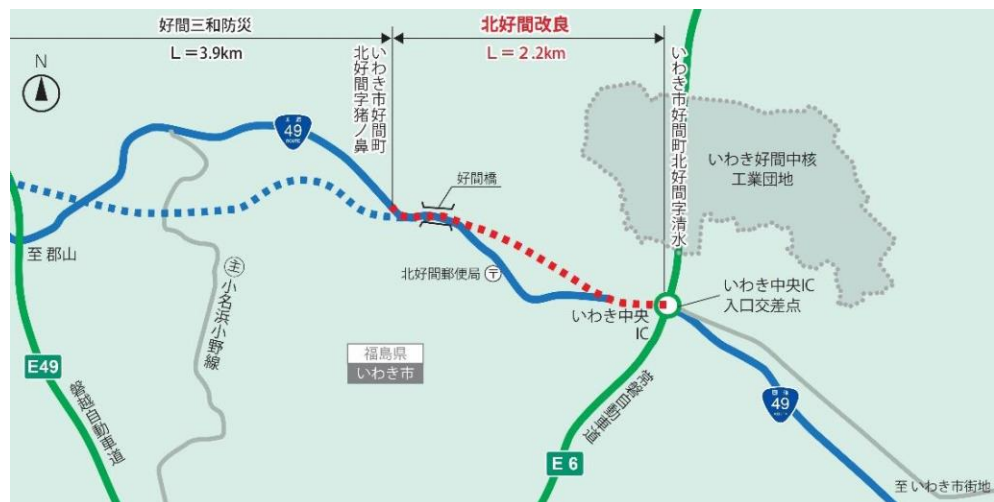 好間三和防災
L=3.9km
北好間改良
L=2.2km
いわき市好間町
北好間字猪ノ鼻
いわき市好間町北好間字清水
N
49
ROUTE
いわき好間中核
工業団地
好間橋
至 郡山
北好間郵便局
〒
主 小名浜小野線
いわき中央IC
入口交差点
いわき中央
IC
福島県
いわき市
E49
磐越自動車道
常磐自動車道
E6
49
至 いわき市街地